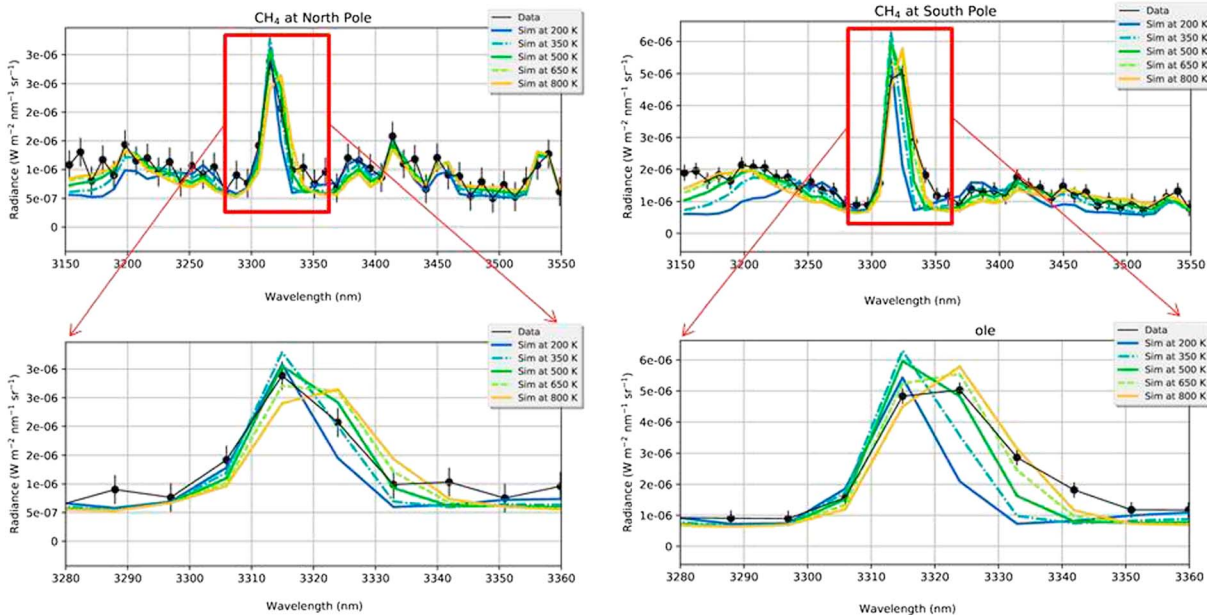 CH₄ at North Pole
Data
Sim at 200 K
Sim at 350 K
Sim at 500 K
Sim at 650 K
Sim at 800 K
Radiance (W m⁻² nm⁻¹ sr⁻¹)
3e-06
3e-06
2e-06
2e-06
1e-06
5e-07
0
3150 3200 3250 3300 3350 3400 3450 3500 3550
Wavelength (nm)
CH₄ at South Pole
Data
Sim at 200 K
Sim at 350 K
Sim at 500 K
Sim at 650 K
Sim at 800 K
Radiance (W m⁻² nm⁻¹ sr⁻¹)
6e-06
5e-06
4e-06
3e-06
2e-06
1e-06
0
3150 3200 3250 3300 3350 3400 3450 3500 3550
Wavelength (nm)
Data
Sim at 200 K
Sim at 350 K
Sim at 500 K
Sim at 650 K
Sim at 800 K
Radiance (W m⁻² nm⁻¹ sr⁻¹)
3e-06
3e-06
2e-06
2e-06
1e-06
5e-07
0
3280 3290 3300 3310 3320 3330 3340 3350 3360
Wavelength (nm)
ole
Data
Sim at 200 K
Sim at 350 K
Sim at 500 K
Sim at 650 K
Sim at 800 K
Radiance (W m⁻² nm⁻¹ sr⁻¹)
6e-06
5e-06
4e-06
3e-06
2e-06
1e-06
0
3280 3290 3300 3310 3320 3330 3340 3350 3360
Wavelength (nm)